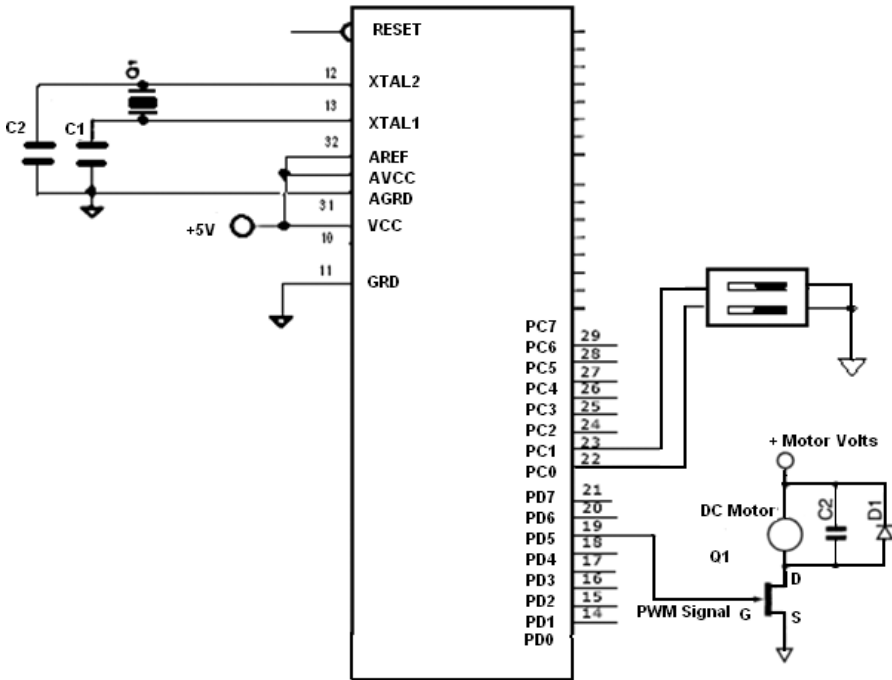 RESET
Q1
12
XTAL2
13
XTAL1
C2
C1
32
AREF
AVCC
AGRD
31
+5V
VCC
10
11
GRD
PC7
29
PC6
28
PC5
27
PC4
26
PC3
25
PC2
24
PC1
23
PC0
22
PD7
21
PD6
20
PD5
19
PD4
18
PD3
17
PD2
16
PD1
15
PD0
14
+ Motor Volts
DC Motor
C2
D1
Q1
D
PWM Signal
G
S